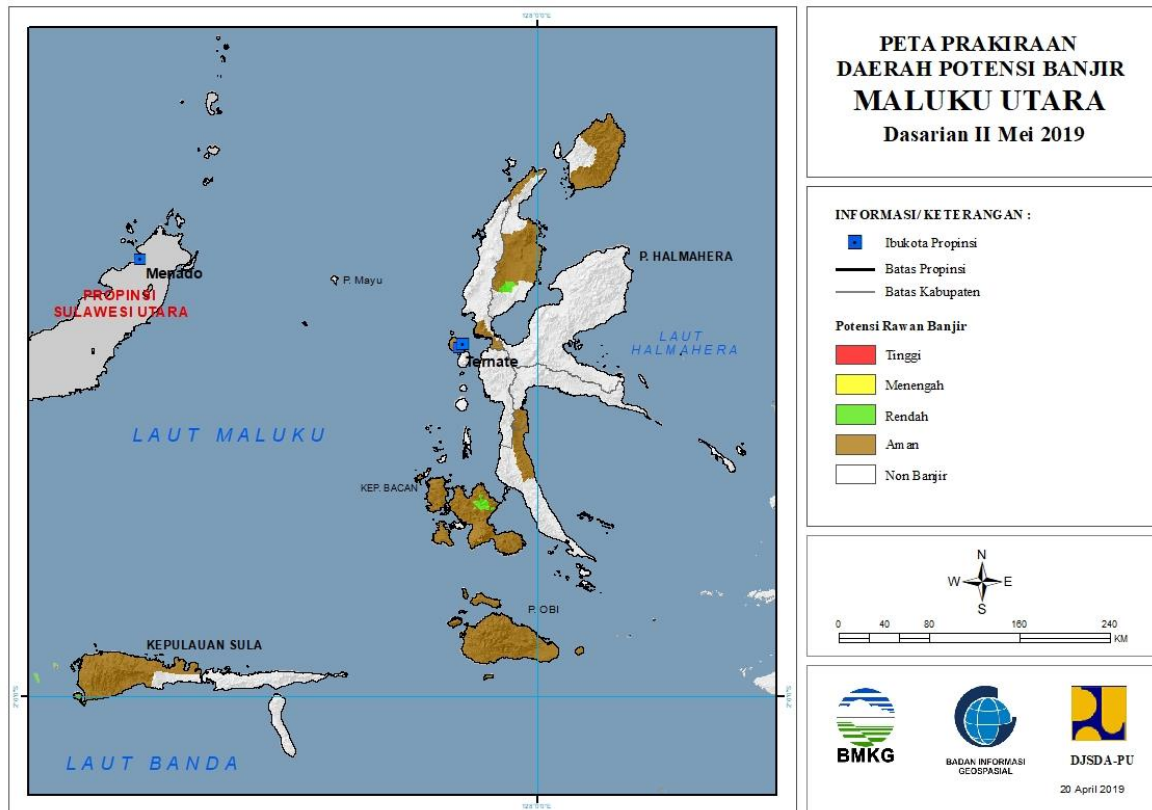 PETA PRAKIRAAN
DAERAH POTENSI BANJIR
MALUKU UTARA
Dasarian II Mei 2019
INFORMASI/ KETERANGAN :
Ibukota Propinsi
Batas Propinsi
Batas Kabupaten
Potensi Rawan Banjir
Tinggi
Menengah
Rendah
Aman
Non Banjir
N
W E
S
0 40 80 160 240
KM
BMKG
BADAN INFORMASI
GEOSPASIAL
DJSDA-PU
20 April 2019
Menado
PROPINSI
SULAWESI UTARA
P. Mayu
P. HALMAHERA
LAUT
HALMAHERA
Ternate
LAUT MALUKU
KEP. BACAN
P. OBI
KEPULAUAN SULA
LAUT BANDA